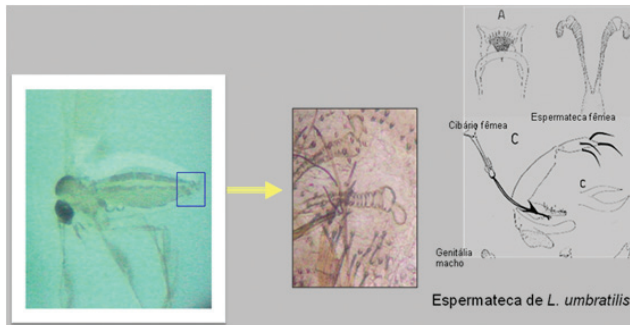 A
Espermateca fêmea
Cibário fêmea
C
c
Genitália
macho
Espermateca de L. umbratilis